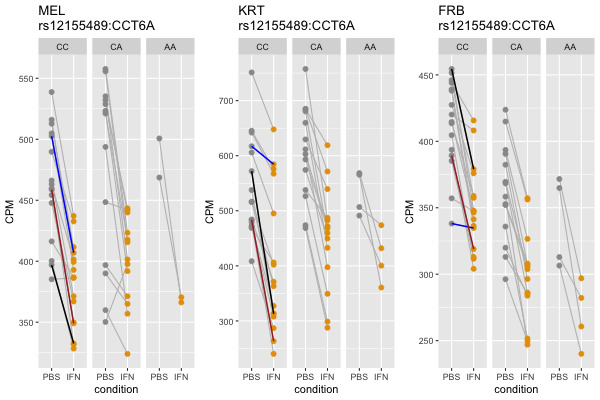 MEL
rs12155489:CCT6A
CC
CA
AA
550
500
450
400
350
CPM
PBS IFN
PBS IFN
PBS IFN
condition
KRT
rs12155489:CCT6A
CC
CA
AA
700
600
500
400
300
CPM
PBS IFN
PBS IFN
PBS IFN
condition
FRB
rs12155489:CCT6A
CC
CA
AA
450
400
350
300
250
CPM
PBS IFN
PBS IFN
PBS IFN
condition